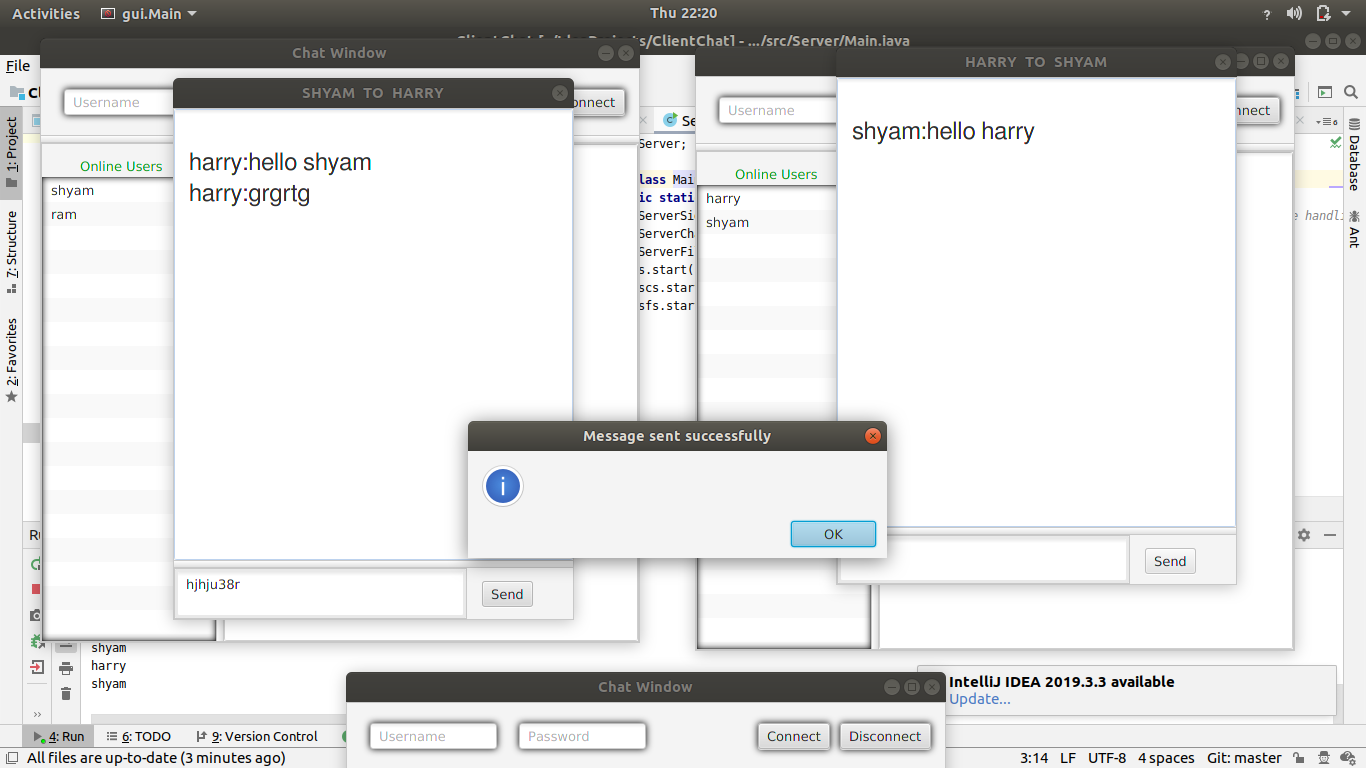 Activities gui.Main Thu 22:20 ?
ClientChat - .../src/Server/Main.java
File
Chat Window
Username
onnect
SHYAM TO HARRY
harry:hello shyam
harry:grgrtg
hjhju38r
Send
Online Users
shyam
ram
Server;
lass Mai
ic stati
ServerSi
ServerCh
ServerFi
s.start(
scs.star
sfs.star
e handli
Username
nnect
Online Users
harry
shyam
HARRY TO SHYAM
shyam:hello harry
Send
Message sent successfully
i
OK
1: Project
7: Structure
2: Favorites
Database
Ant
shyam
harry
shyam
IntelliJ IDEA 2019.3.3 available
Update...
Chat Window
Username Password Connect Disconnect
4: Run 6: TODO 9: Version Control
All files are up-to-date (3 minutes ago) 3:14 LF UTF-8 4 spaces Git: master